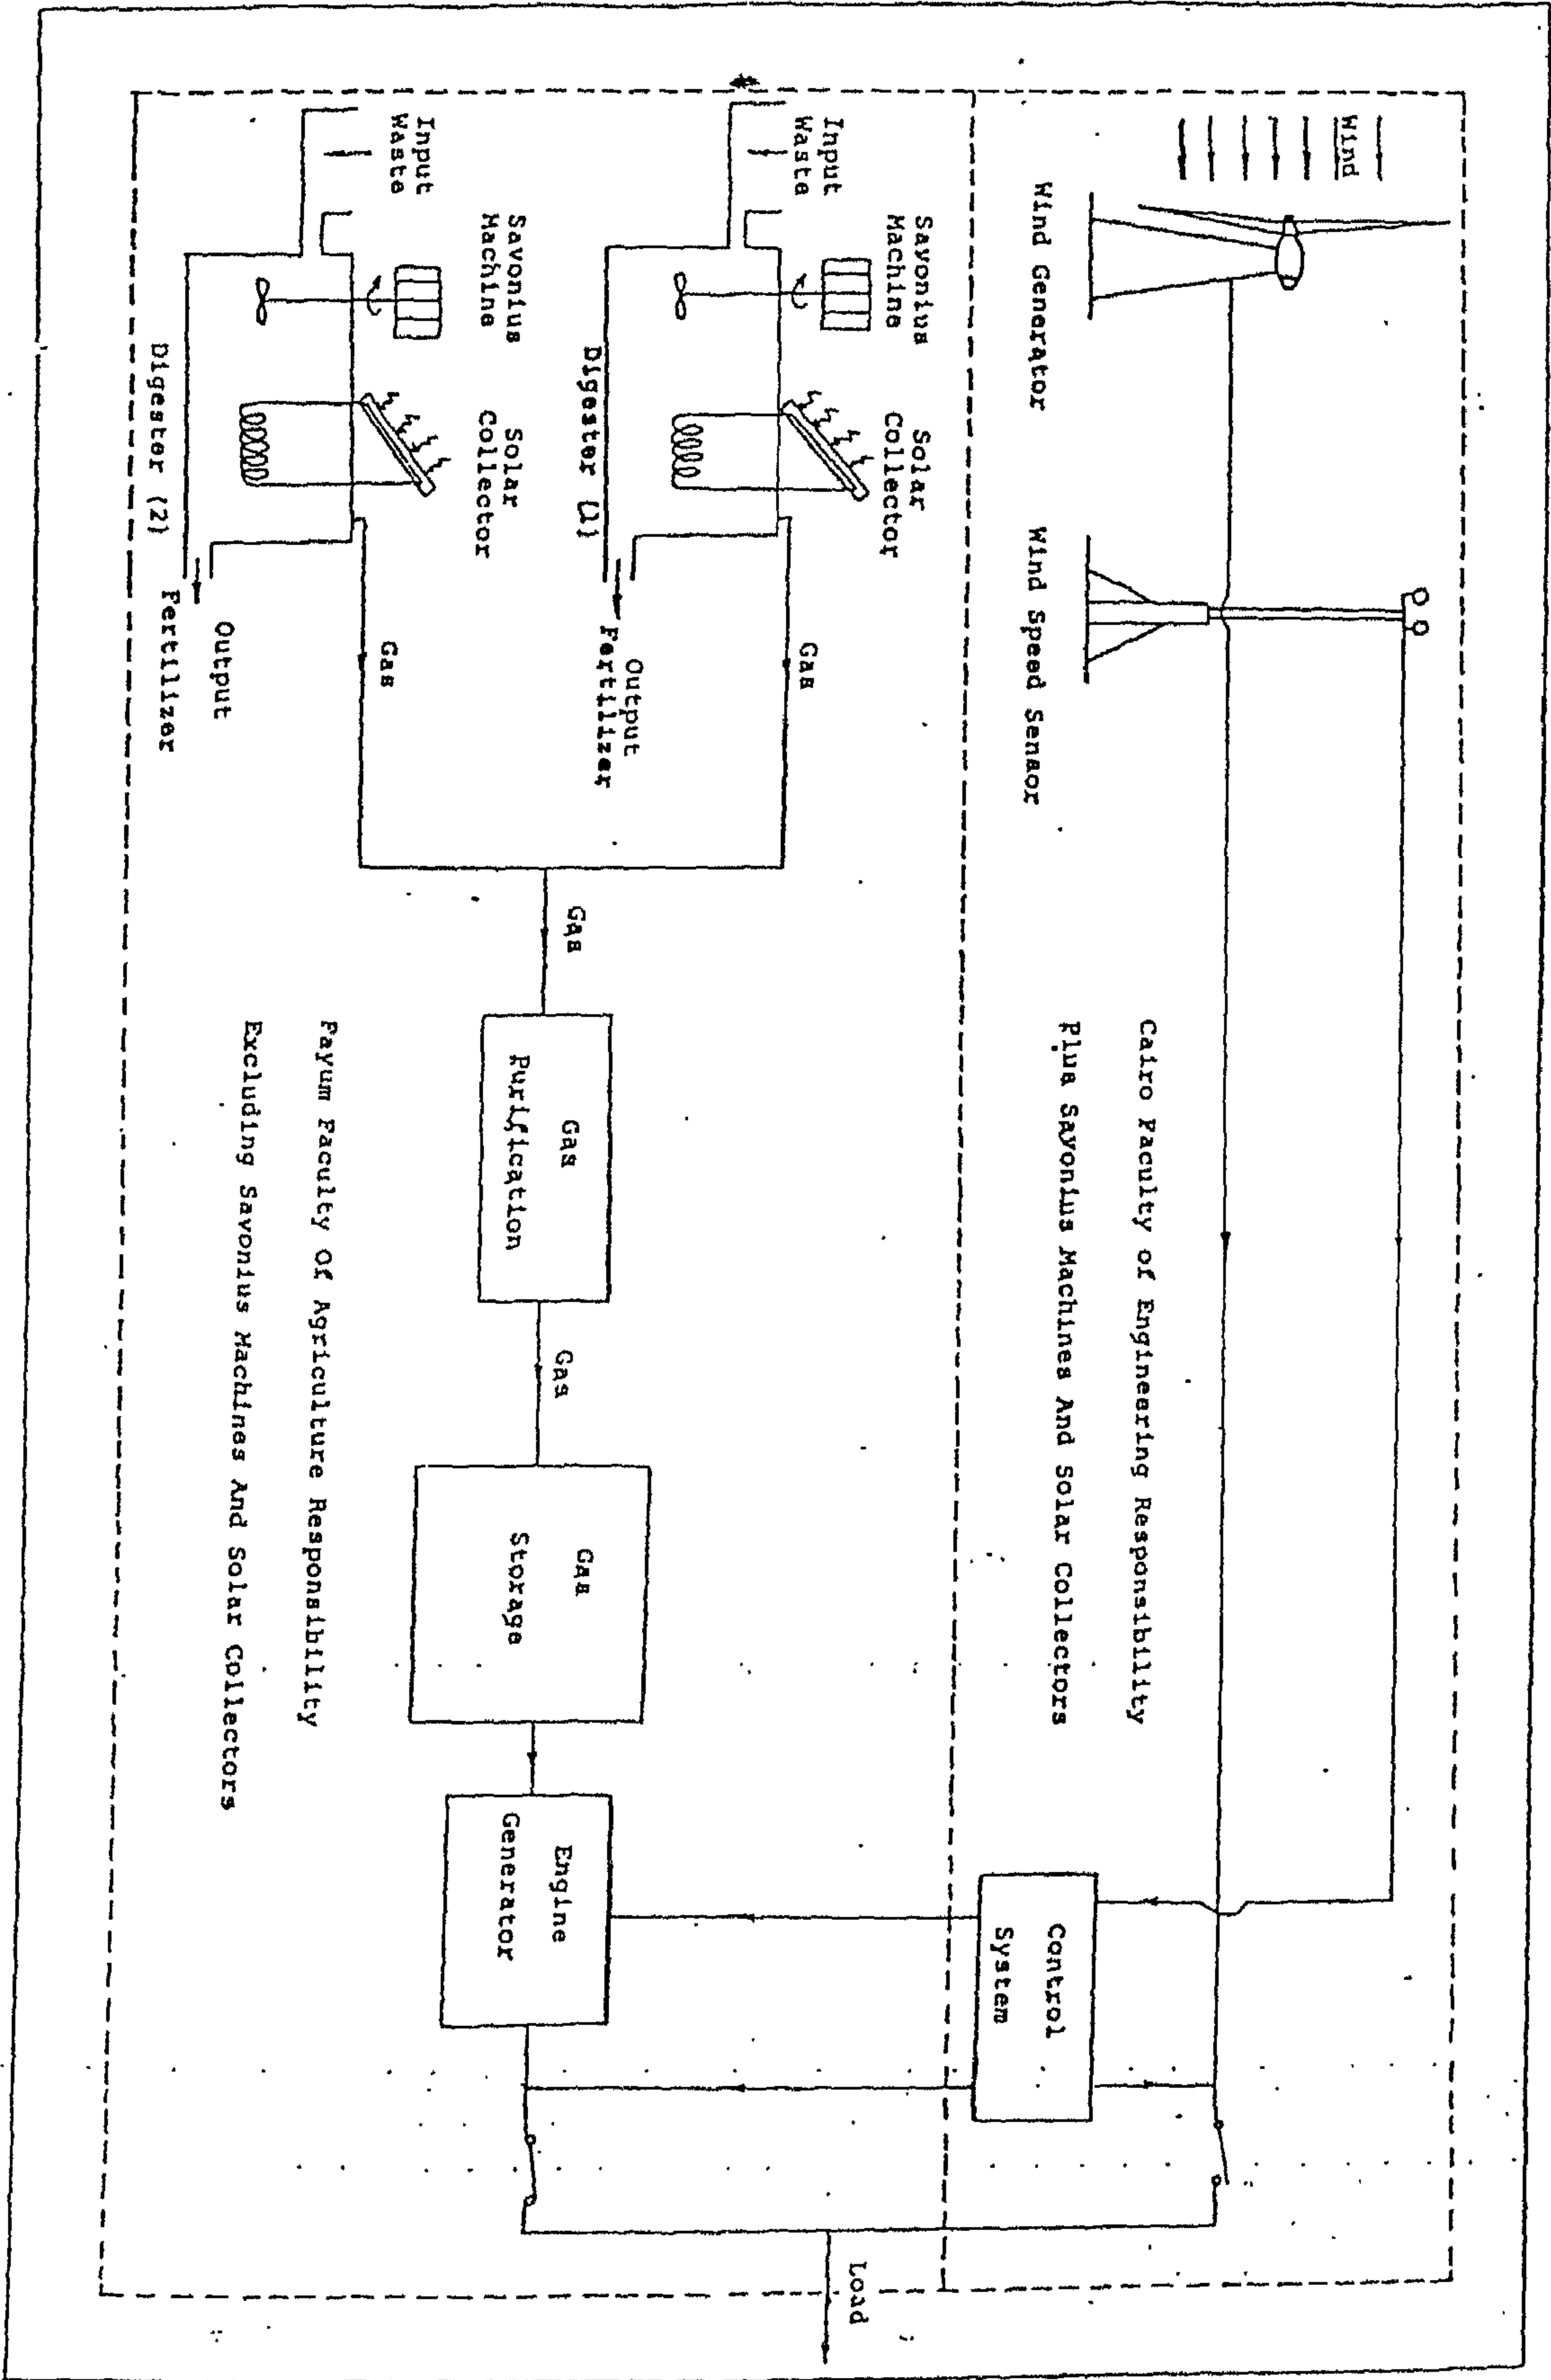 Wind
Wind Generator
Wind Speed Sensor
Cairo Faculty of Engineering Responsibility
Plus Savonius Machines And Solar Collectors
Control
System
Input
Waste
Savonius
Machine
Solar
Collector
Gas
Digester (1)
Output
Fertilizer
Input
Waste
Savonius
Machine
Solar
Collector
Gas
Digester (2)
Output
Fertilizer
Gas
Gas
Purification
Gas
Gas
Storage
Engine
Generator
Load
Fayum Faculty Of Agriculture Responsibility
Excluding Savonius Machines And Solar Collectors